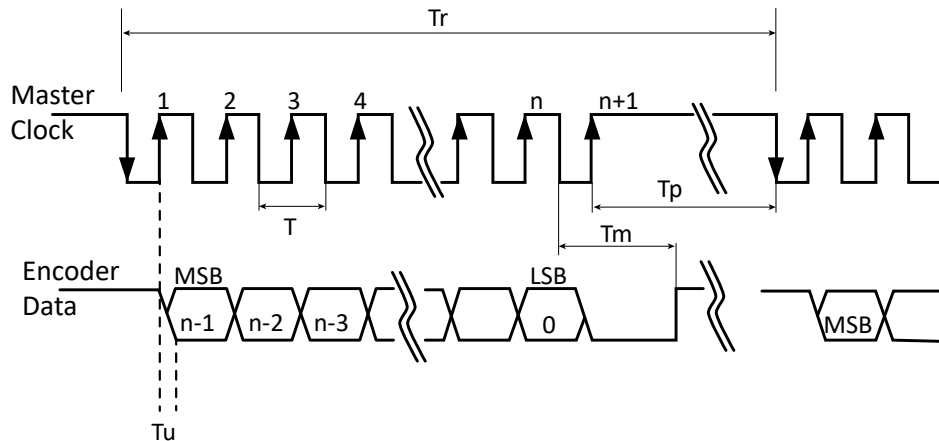 Tr
Master
Clock
1 2 3 4 n n+1
T
Tp
Tm
Encoder
Data
MSB LSB
n-1 n-2 n-3 0 MSB
Tu